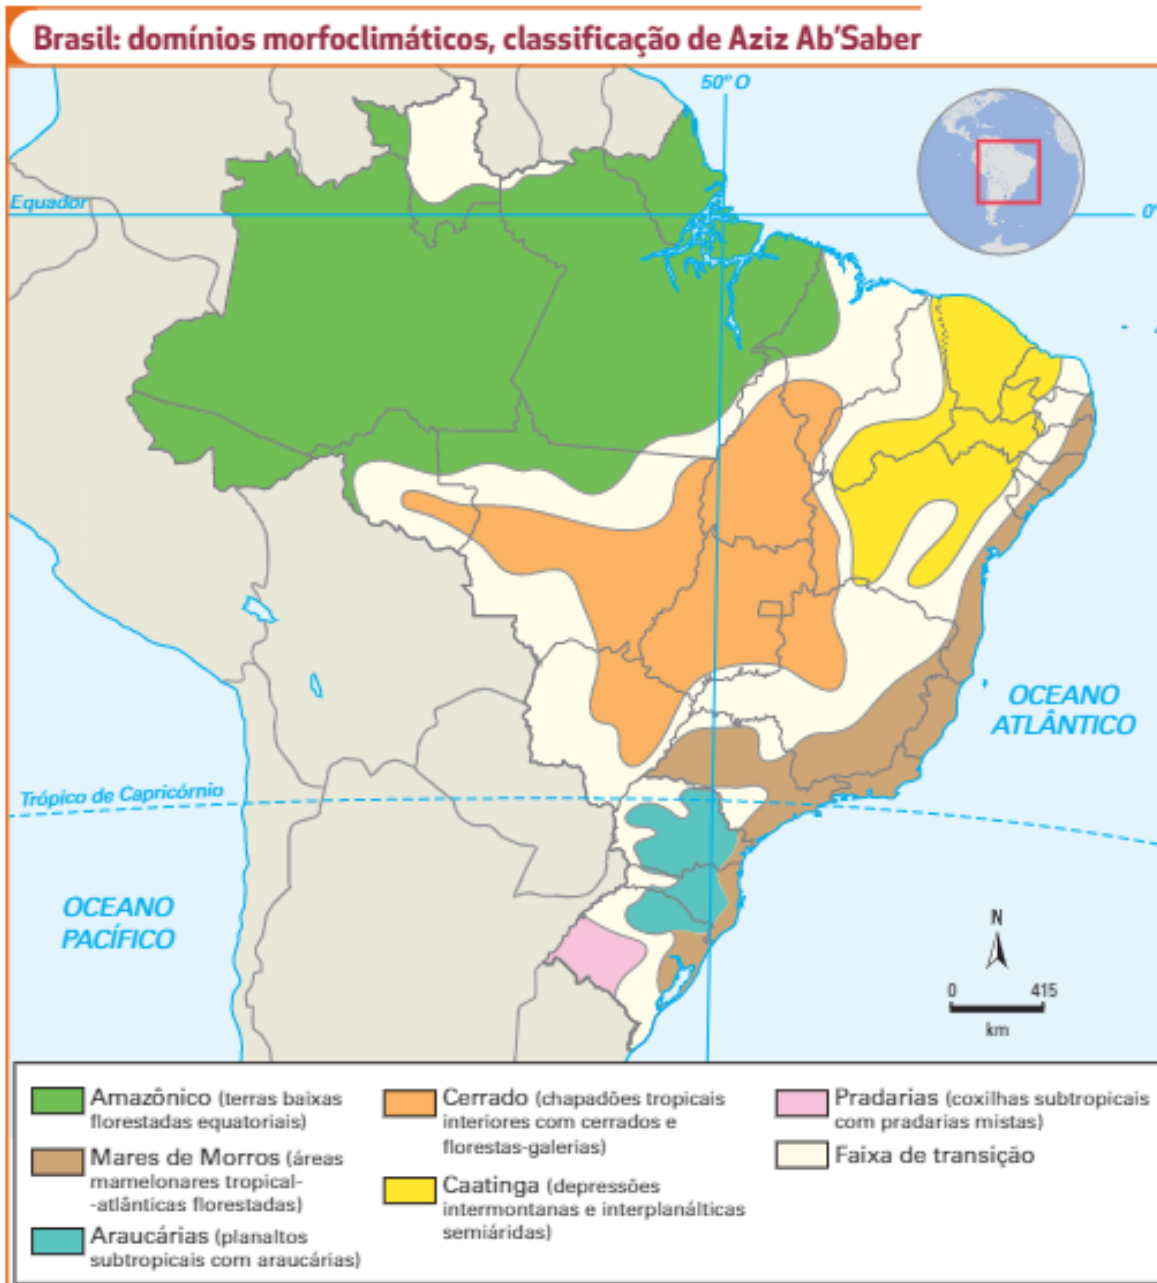 Brasil: domínios morfoclimáticos, classificação de Aziz Ab'Saber
50° O
Equador
0°
OCEANO
ATLÂNTICO
Trópico de Capricórnio
OCEANO
PACÍFICO
N
0 415
km
Amazônico (terras baixas
florestadas equatoriais)
Mares de Morros (áreas
mamelonares tropical-
-atlânticas florestadas)
Araucárias (planaltos
subtropicais com araucárias)
Cerrado (chapadões tropicais
interiores com cerrados e
florestas-galerias)
Caatinga (depressões
intermontanas e interplanálticas
semiáridas)
Pradarias (coxilhas subtropicais
com pradarias mistas)
Faixa de transição